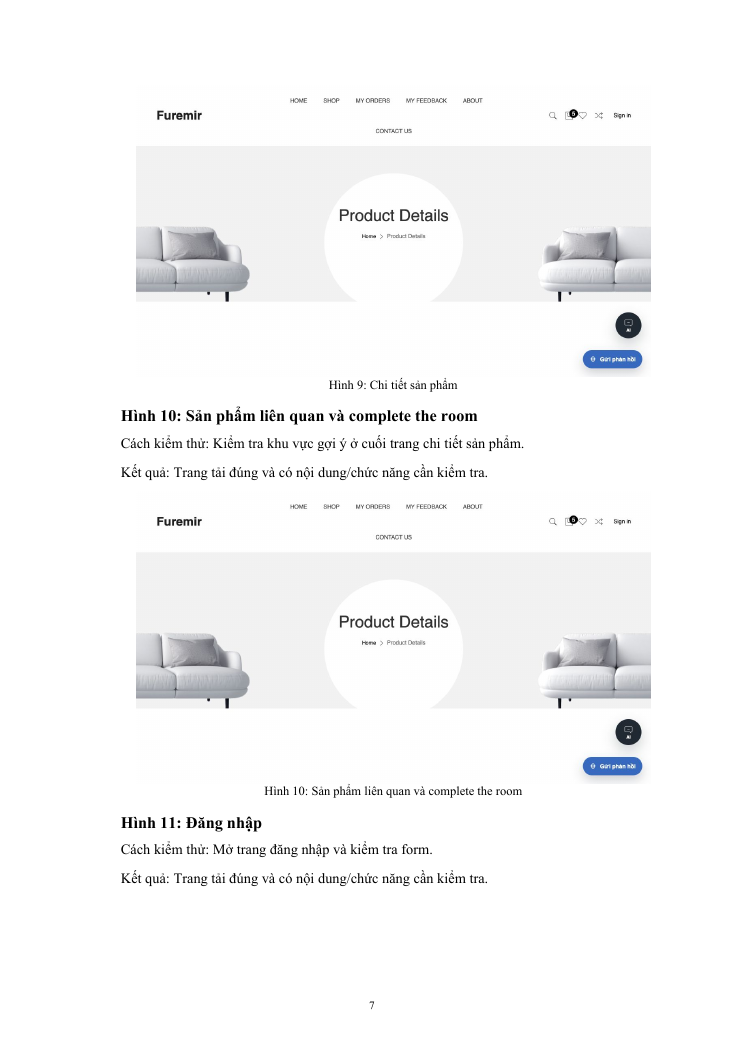 HOME SHOP MY ORDERS MY FEEDBACK ABOUT
Furemir
Sign in
CONTACT US
Product Details
Home > Product Details
AI
Gửi phản hồi
Hình 9: Chi tiết sản phẩm
Hình 10: Sản phẩm liên quan và complete the room
Cách kiểm thử: Kiểm tra khu vực gợi ý ở cuối trang chi tiết sản phẩm.
Kết quả: Trang tải đúng và có nội dung/chức năng cần kiểm tra.
HOME SHOP MY ORDERS MY FEEDBACK ABOUT
Furemir
Sign in
CONTACT US
Product Details
Home > Product Details
AI
Gửi phản hồi
Hình 10: Sản phẩm liên quan và complete the room
Hình 11: Đăng nhập
Cách kiểm thử: Mở trang đăng nhập và kiểm tra form.
Kết quả: Trang tải đúng và có nội dung/chức năng cần kiểm tra.
7